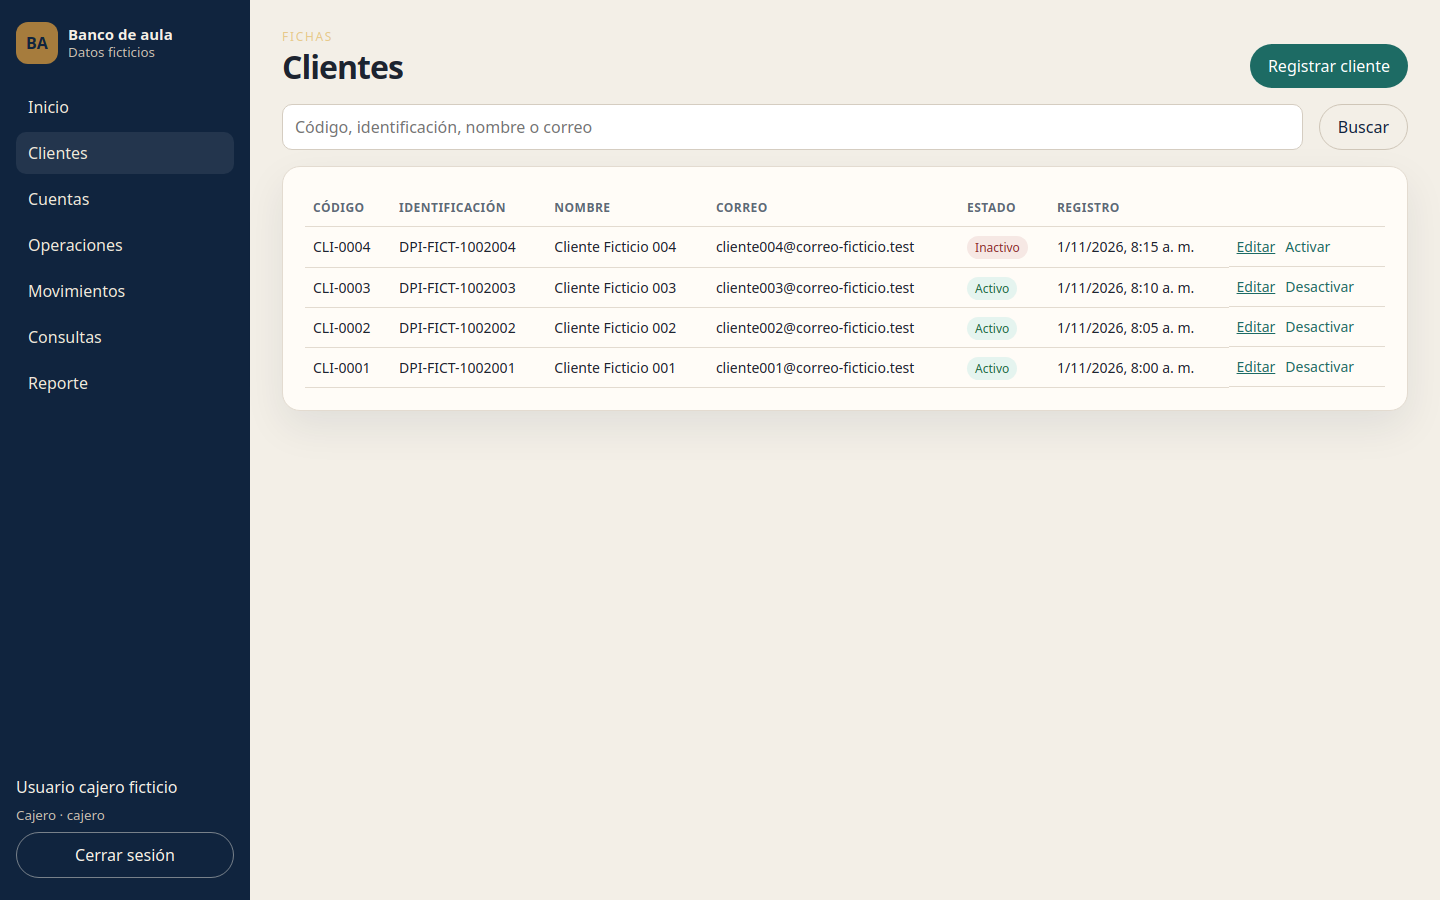 BA
Banco de aula
Datos ficticios
Inicio
Clientes
Cuentas
Operaciones
Movimientos
Consultas
Reporte
Usuario cajero ficticio
Cajero · cajero
Cerrar sesión
FICHAS
Clientes
Registrar cliente
Código, identificación, nombre o correo
Buscar
CÓDIGO IDENTIFICACIÓN NOMBRE CORREO ESTADO REGISTRO
CLI-0004 DPI-FICT-1002004 Cliente Ficticio 004 cliente004@correo-ficticio.test Inactivo 1/11/2026, 8:15 a. m. Editar Activar
CLI-0003 DPI-FICT-1002003 Cliente Ficticio 003 cliente003@correo-ficticio.test Activo 1/11/2026, 8:10 a. m. Editar Desactivar
CLI-0002 DPI-FICT-1002002 Cliente Ficticio 002 cliente002@correo-ficticio.test Activo 1/11/2026, 8:05 a. m. Editar Desactivar
CLI-0001 DPI-FICT-1002001 Cliente Ficticio 001 cliente001@correo-ficticio.test Activo 1/11/2026, 8:00 a. m. Editar Desactivar